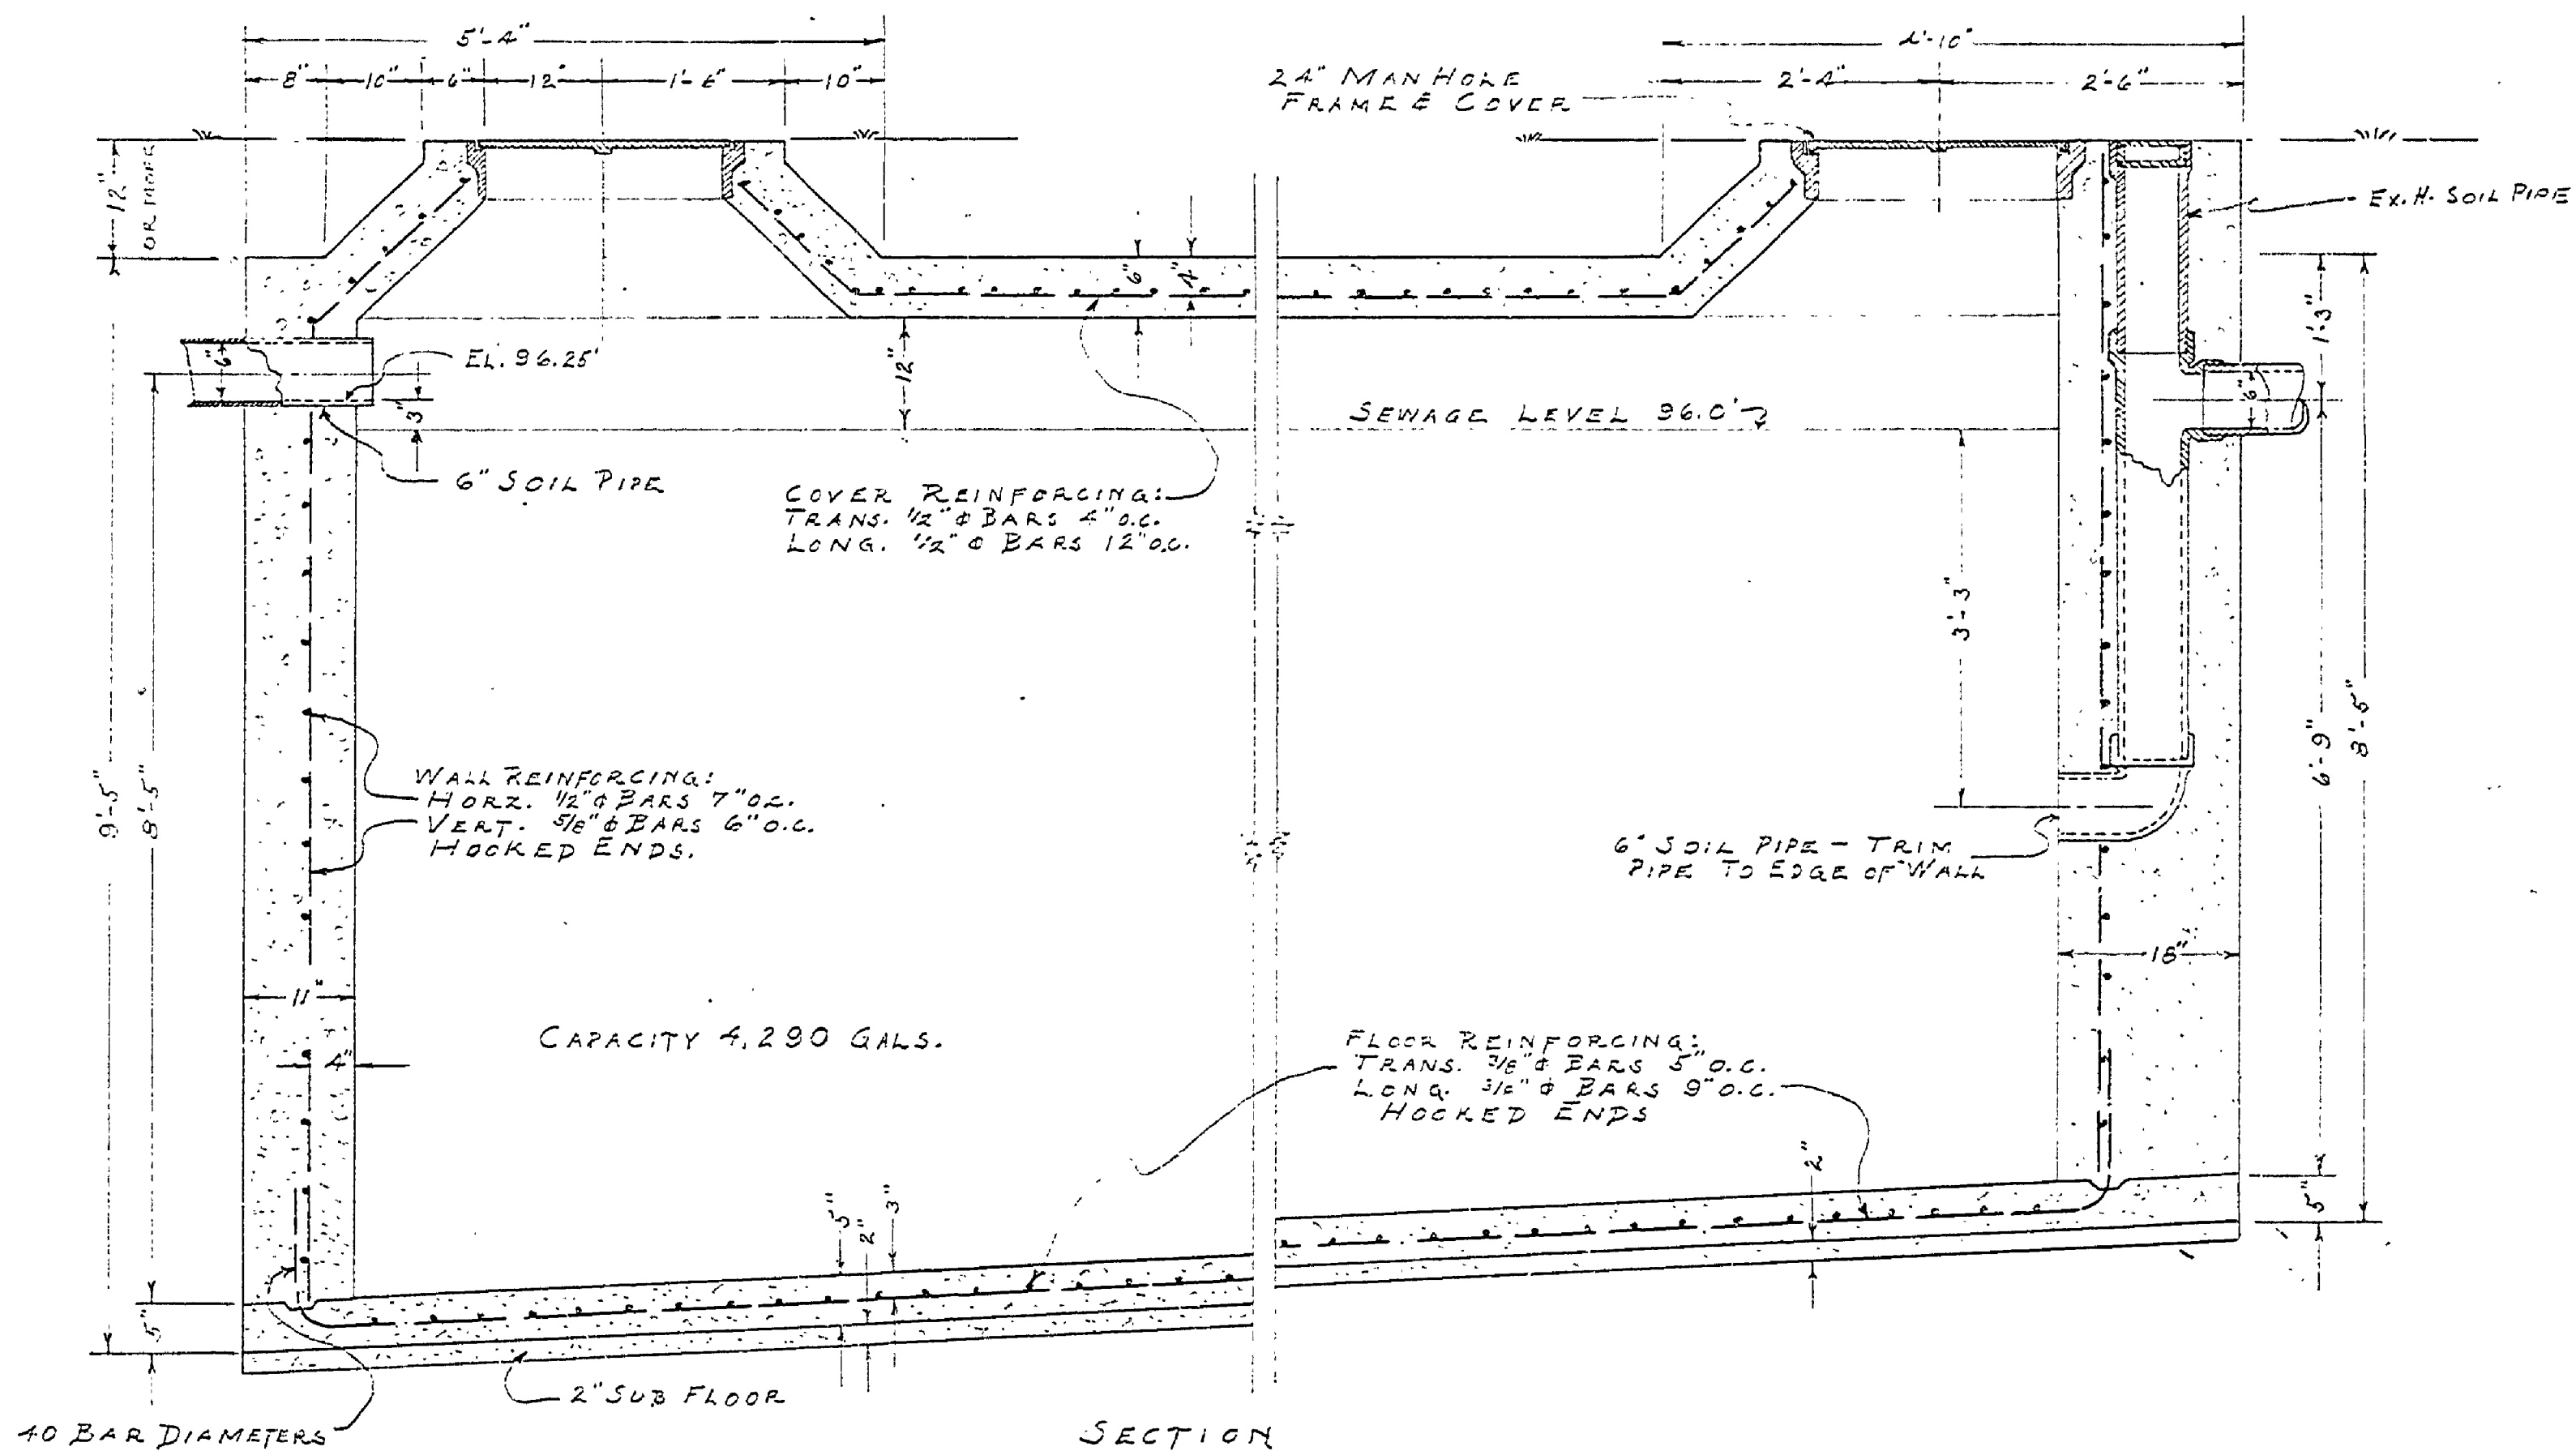 5'-4"
8" 10" 6" 12" 1'-6" 10"
4'-10"
2'-4" 2'-6"
24" MANHOLE
FRAME & COVER
12"
OR MORE
EX.H. SOIL PIPE
6" 4"
1'-3"
6"
EL. 96.25'
3"
12"
6" SOIL PIPE
SEWAGE LEVEL 96.0'
6"
COVER REINFORCING:
TRANS. 1/2" φ BARS 4" O.C.
LONG. 1/2" φ BARS 12" O.C.
3'-3"
WALL REINFORCING:
HORZ. 1/2" φ BARS 7" O.C.
VERT. 5/8" φ BARS 6" O.C.
HOOKED ENDS.
9'-5"
8'-5"
6'-9"
8'-5"
6" SOIL PIPE - TRIM
PIPE TO EDGE OF WALL
18"
11"
4"
CAPACITY 4,290 GALS.
FLOOR REINFORCING:
TRANS. 3/8" φ BARS 5" O.C.
LONG. 3/8" φ BARS 9" O.C.
HOOKED ENDS
2"
5"
5" 2" 3"
5"
2" SUB FLOOR
40 BAR DIAMETERS
SECTION